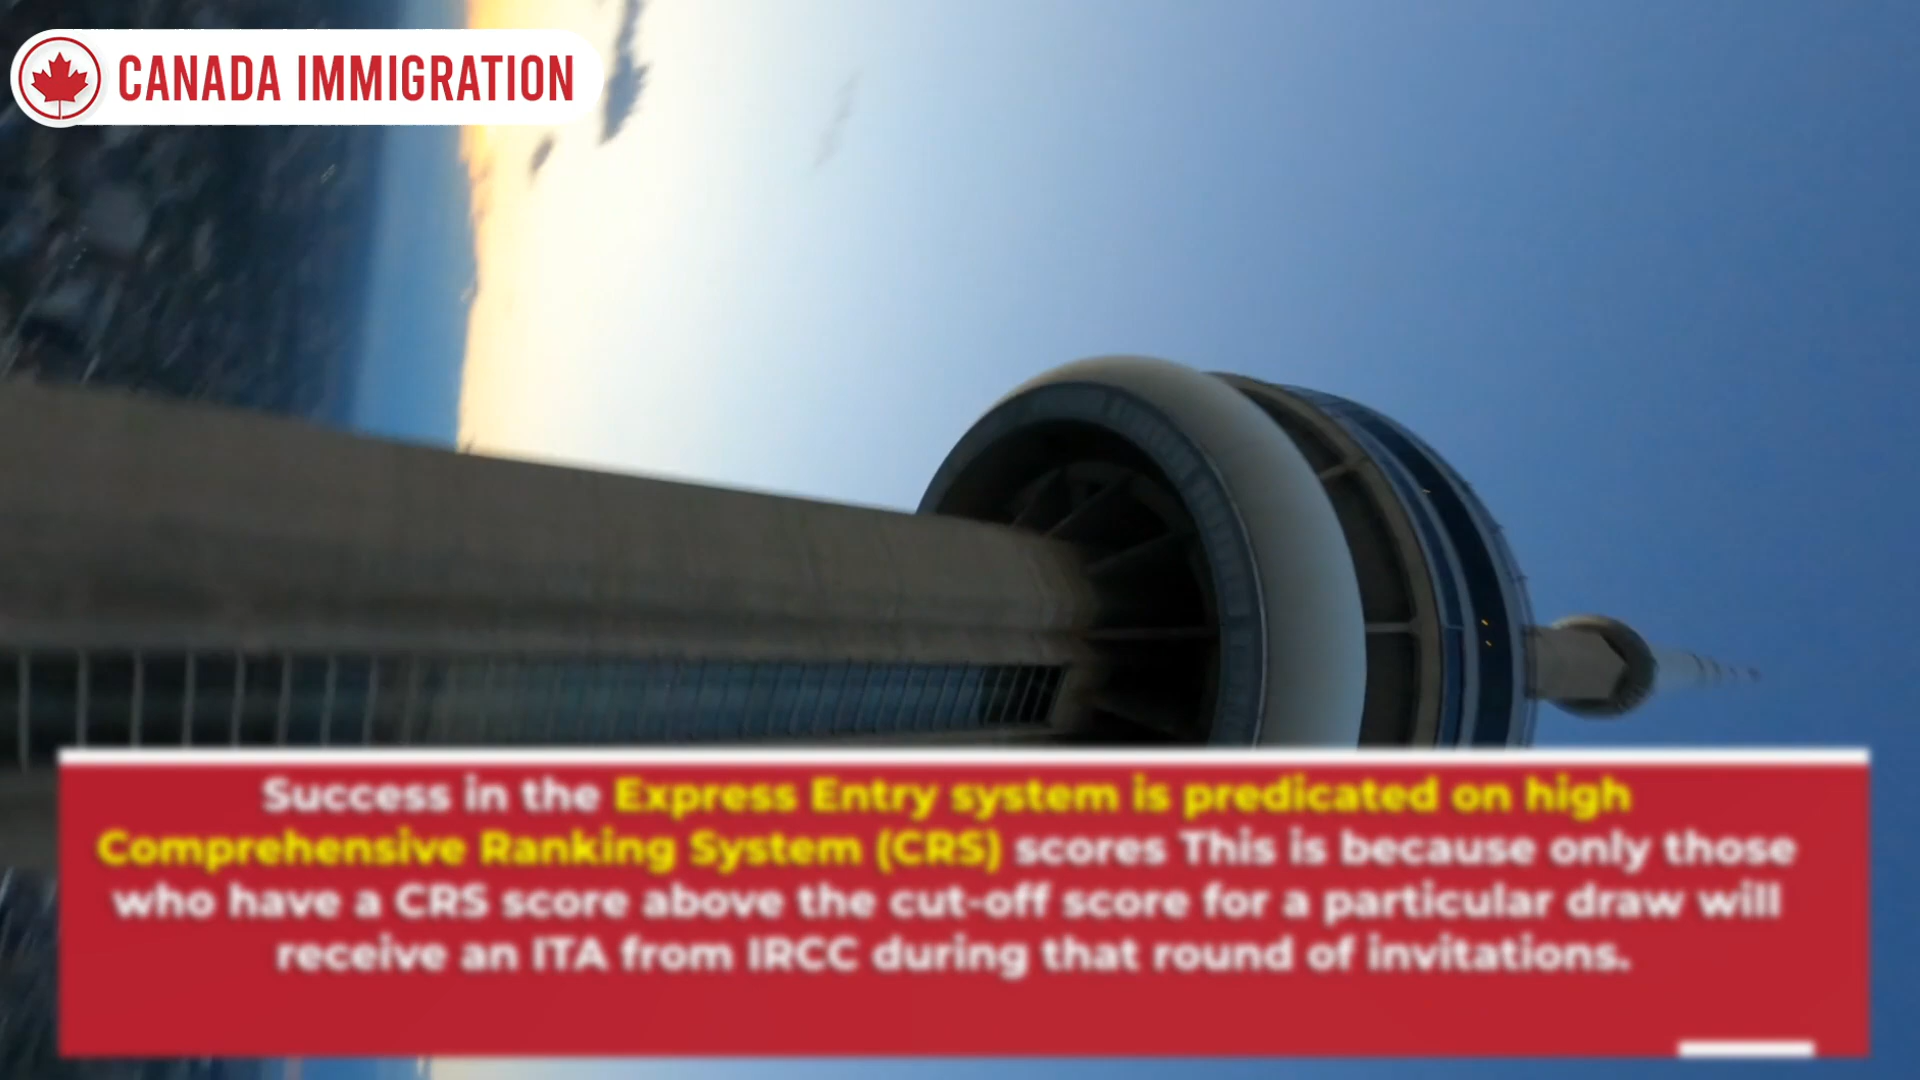 CANADA IMMIGRATION
Success in the Express Entry system is predicated on high
Comprehensive Ranking System (CRS) scores This is because only those
who have a CRS score above the cut-off score for a particular draw will
receive an ITA from IRCC during that round of invitations.